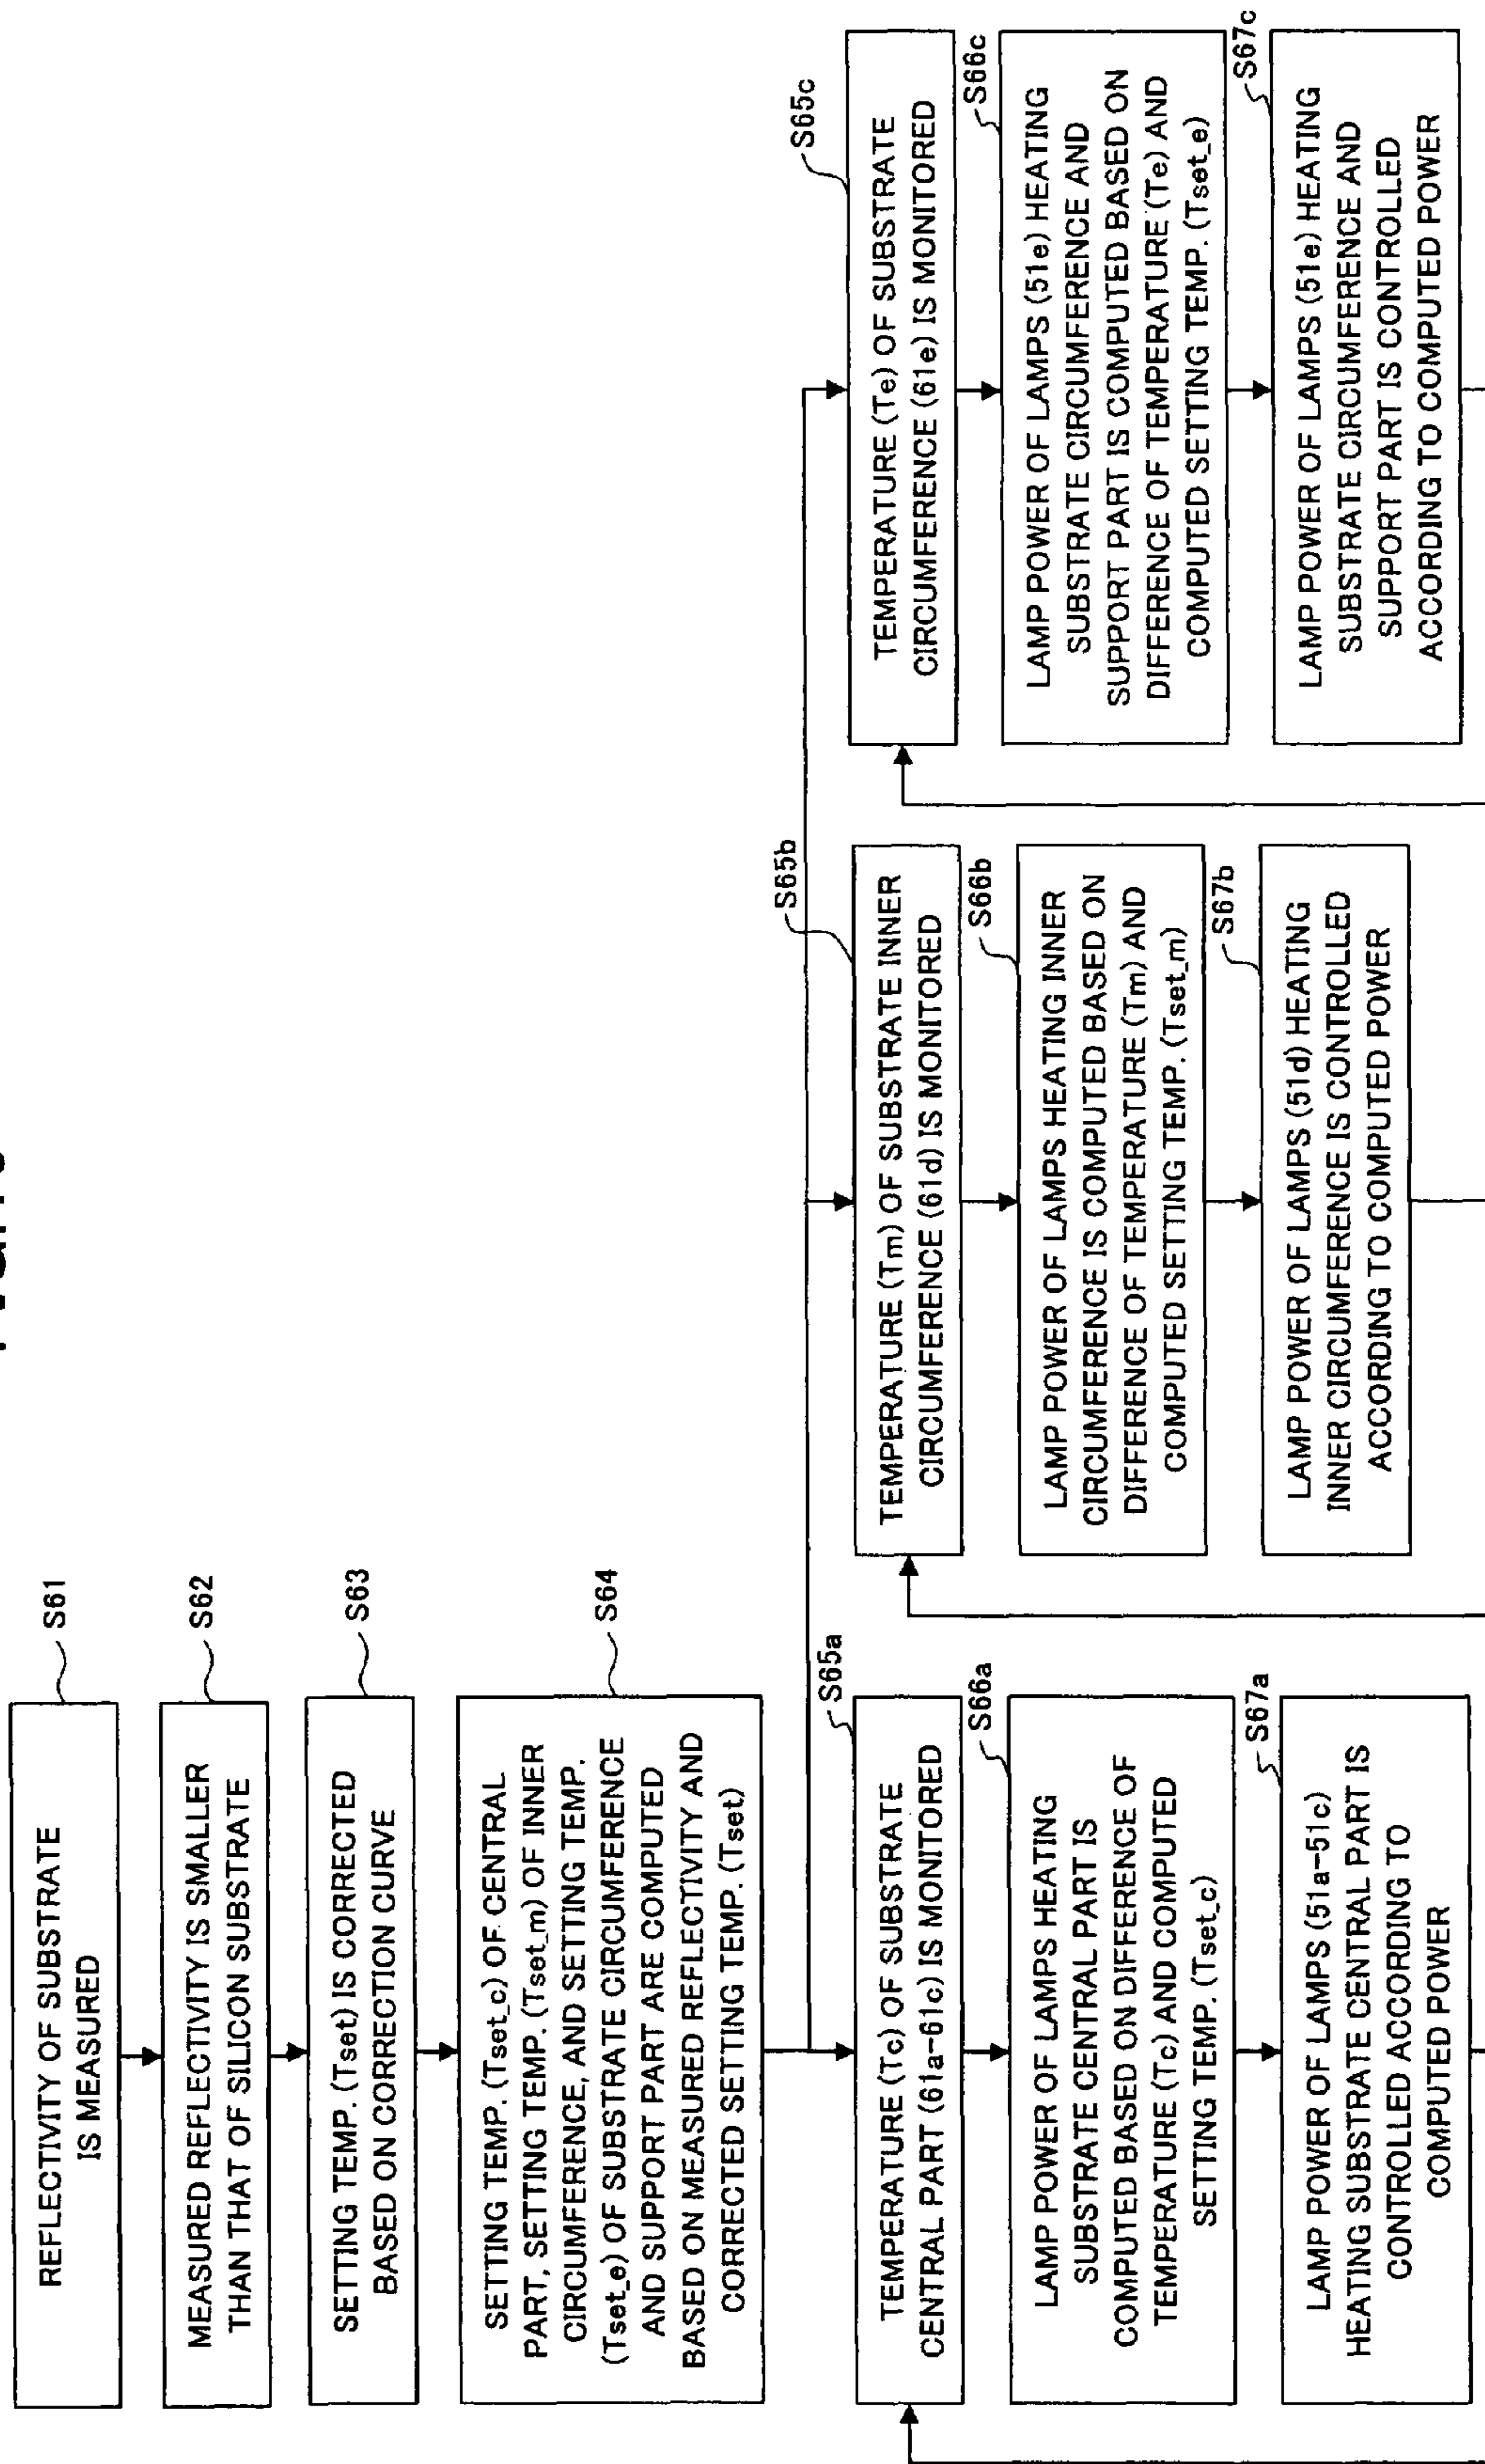 REFLECTIVITY OF SUBSTRATE
IS MEASURED
S61
MEASURED REFLECTIVITY IS SMALLER
THAN THAT OF SILICON SUBSTRATE
S62
SETTING TEMP. (Tset) IS CORRECTED
BASED ON CORRECTION CURVE
S63
SETTING TEMP. (Tset_c) OF CENTRAL
PART, SETTING TEMP. (Tset_m) OF INNER
CIRCUMFERENCE, AND SETTING TEMP.
(Tset_e) OF SUBSTRATE CIRCUMFERENCE
AND SUPPORT PART ARE COMPUTED
BASED ON MEASURED REFLECTIVITY AND
CORRECTED SETTING TEMP. (Tset)
S64
TEMPERATURE (Tc) OF SUBSTRATE
CENTRAL PART (61a-61c) IS MONITORED
S65a
LAMP POWER OF LAMPS HEATING
SUBSTRATE CENTRAL PART IS
COMPUTED BASED ON DIFFERENCE OF
TEMPERATURE (Tc) AND COMPUTED
SETTING TEMP. (Tset_c)
S66a
LAMP POWER OF LAMPS (51a-51c)
HEATING SUBSTRATE CENTRAL PART IS
CONTROLLED ACCORDING TO
COMPUTED POWER
S67a
TEMPERATURE (Tm) OF SUBSTRATE INNER
CIRCUMFERENCE (61d) IS MONITORED
S65b
LAMP POWER OF LAMPS HEATING INNER
CIRCUMFERENCE IS COMPUTED BASED ON
DIFFERENCE OF TEMPERATURE (Tm) AND
COMPUTED SETTING TEMP. (Tset_m)
S66b
LAMP POWER OF LAMPS (51d) HEATING
INNER CIRCUMFERENCE IS CONTROLLED
ACCORDING TO COMPUTED POWER
S67b
TEMPERATURE (Te) OF SUBSTRATE
CIRCUMFERENCE (61e) IS MONITORED
S65c
LAMP POWER OF LAMPS (51e) HEATING
SUBSTRATE CIRCUMFERENCE AND
SUPPORT PART IS COMPUTED BASED ON
DIFFERENCE OF TEMPERATURE (Te) AND
COMPUTED SETTING TEMP. (Tset_e)
S66c
LAMP POWER OF LAMPS (51e) HEATING
SUBSTRATE CIRCUMFERENCE AND
SUPPORT PART IS CONTROLLED
ACCORDING TO COMPUTED POWER
S67c